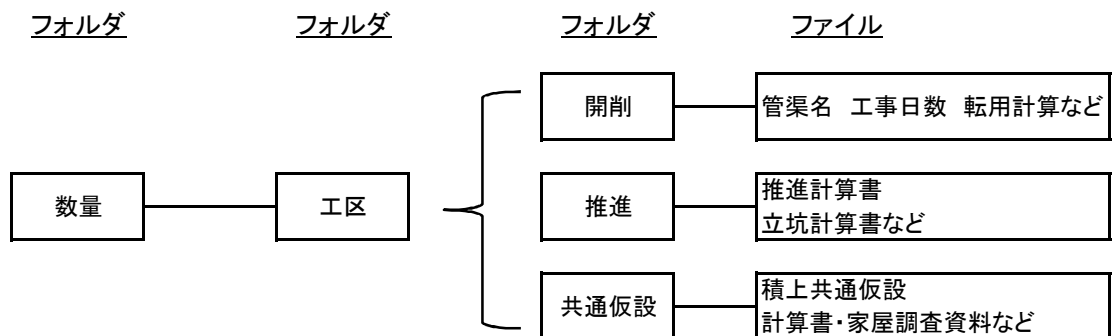 フォルダ フォルダ フォルダ ファイル
開削 管渠名 工事日数 転用計算など
数量 工区 推進 推進計算書
立坑計算書など
共通仮設 積上共通仮設
計算書・家屋調査資料など